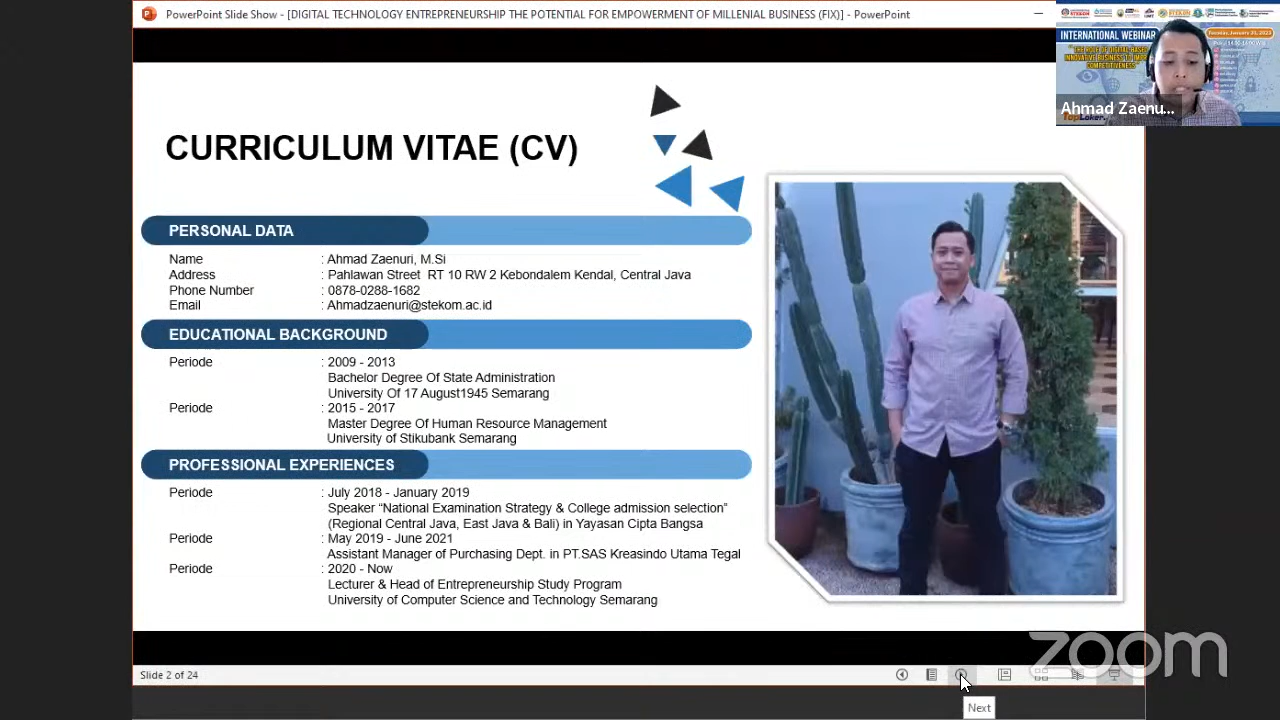 PowerPoint Slide Show - [DIGITAL TECHNOLOGY ENTREPRENEURSHIP THE POTENTIAL FOR EMPOWERMENT OF MILLENIAL BUSINESS (FIX)] - PowerPoint
INTERNATIONAL WEBINAR
Tuesday, January 31, 2023
Ahmad Zaenu...
TopLoker.
CURRICULUM VITAE (CV)
PERSONAL DATA
Name : Ahmad Zaenuri, M.Si
Address : Pahlawan Street RT 10 RW 2 Kebondalem Kendal, Central Java
Phone Number : 0878-0288-1682
Email : Ahmadzaenuri@stekom.ac.id
EDUCATIONAL BACKGROUND
Periode : 2009 - 2013
Bachelor Degree Of State Administration
University Of 17 August1945 Semarang
Periode : 2015 - 2017
Master Degree Of Human Resource Management
University of Stikubank Semarang
PROFESSIONAL EXPERIENCES
Periode : July 2018 - January 2019
Speaker “National Examination Strategy & College admission selection”
(Regional Central Java, East Java & Bali) in Yayasan Cipta Bangsa
Periode : May 2019 - June 2021
Assistant Manager of Purchasing Dept. in PT.SAS Kreasindo Utama Tegal
Periode : 2020 - Now
Lecturer & Head of Entrepreneurship Study Program
University of Computer Science and Technology Semarang
zoom
Slide 2 of 24
Next